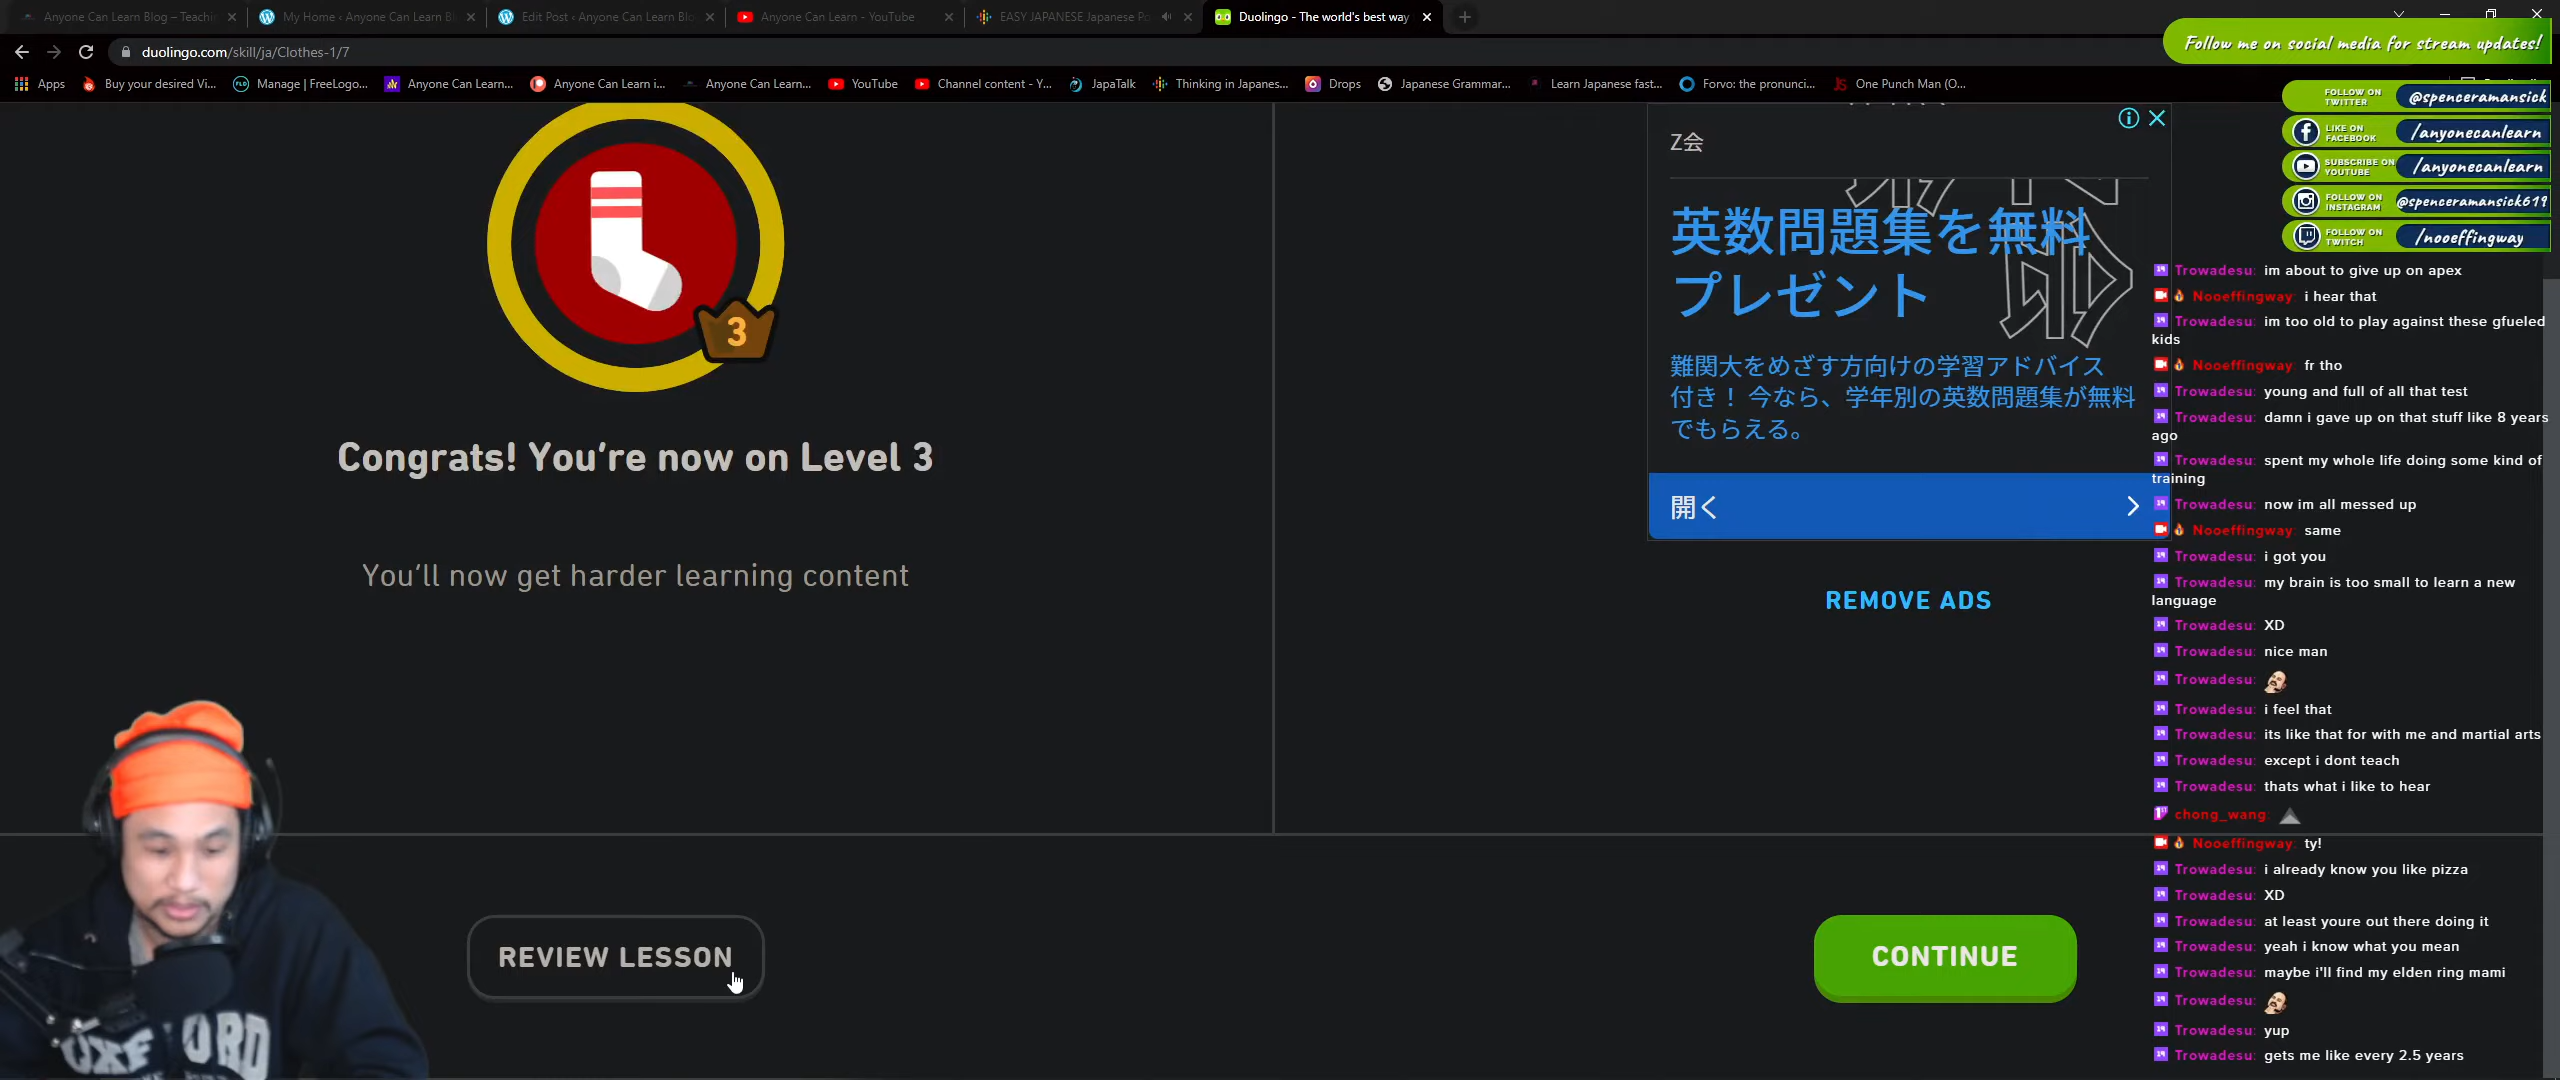 Anyone Can Learn Blog – Teachi
My Home ‹ Anyone Can Learn Bl
Edit Post ‹ Anyone Can Learn Blo
Anyone Can Learn - YouTube
EASY JAPANESE Japanese Po
Duolingo - The world's best way
duolingo.com/skill/ja/Clothes-1/7
Apps
Buy your desired Vi...
Manage | FreeLogo...
Anyone Can Learn...
Anyone Can Learn i...
Anyone Can Learn...
YouTube
Channel content - Y...
JapaTalk
Thinking in Japanes...
Drops
Japanese Grammar...
Learn Japanese fast...
Forvo: the pronunci...
One Punch Man (O...
3
Congrats! You're now on Level 3
You'll now get harder learning content
REVIEW LESSON
CONTINUE
Z会
英数問題集を無料
プレゼント
難関大をめざす方向けの学習アドバイス
付き！今なら、学年別の英数問題集が無料
でもらえる。
開く
REMOVE ADS
Follow me on social media for stream updates!
FOLLOW ON TWITTER @spenceramansick
LIKE ON FACEBOOK /anyonecanlearn
SUBSCRIBE ON YOUTUBE /anyonecanlearn
FOLLOW ON INSTAGRAM @spenceramansick619
FOLLOW ON TWITCH /nooeffingway
Trowadesu: im about to give up on apex
Nooeffingway: i hear that
Trowadesu: im too old to play against these gfueled
kids
Nooeffingway: fr tho
Trowadesu: young and full of all that test
Trowadesu: damn i gave up on that stuff like 8 years
ago
Trowadesu: spent my whole life doing some kind of
training
Trowadesu: now im all messed up
Nooeffingway: same
Trowadesu: i got you
Trowadesu: my brain is too small to learn a new
language
Trowadesu: XD
Trowadesu: nice man
Trowadesu:
Trowadesu: i feel that
Trowadesu: its like that for with me and martial arts
Trowadesu: except i dont teach
Trowadesu: thats what i like to hear
chong_wang:
Nooeffingway: ty!
Trowadesu: i already know you like pizza
Trowadesu: XD
Trowadesu: at least youre out there doing it
Trowadesu: yeah i know what you mean
Trowadesu: maybe i'll find my elden ring mami
Trowadesu:
Trowadesu: yup
Trowadesu: gets me like every 2.5 years